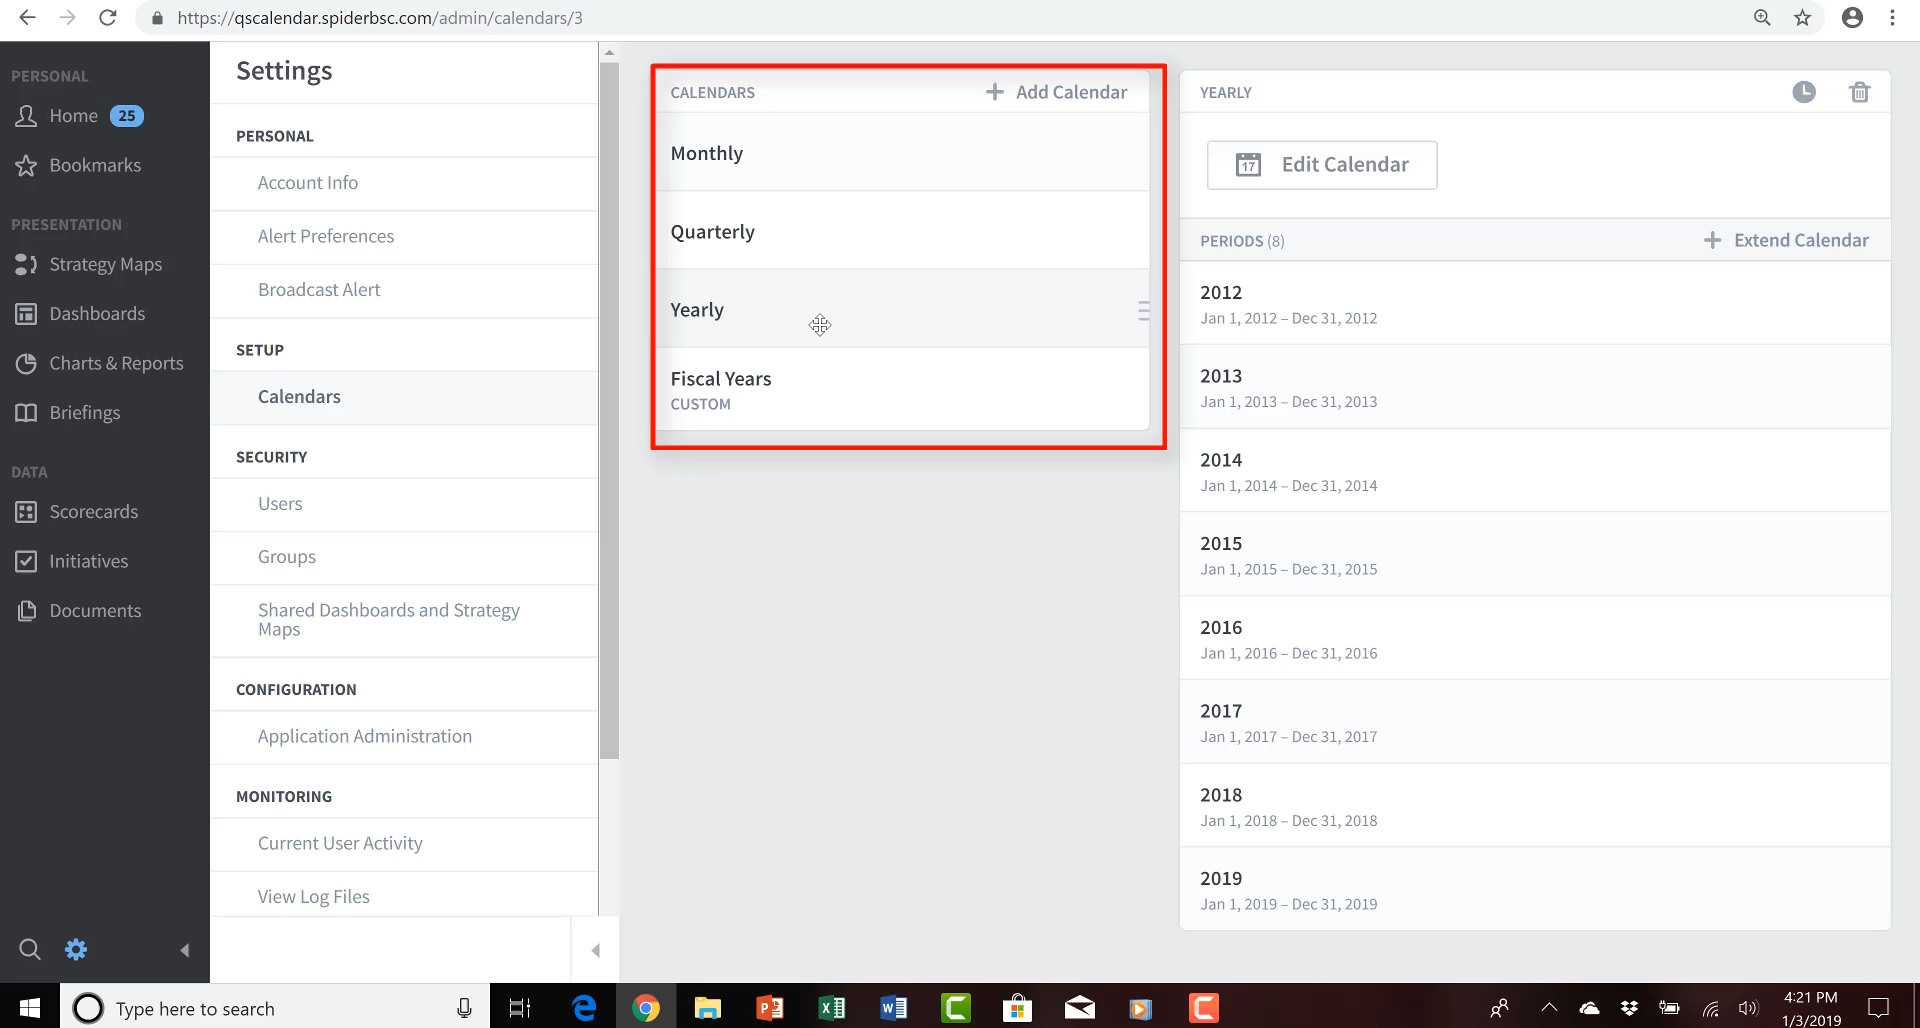 https://qscalendar.spiderbsc.com/admin/calendars/3
PERSONAL
Home 25
Bookmarks
PRESENTATION
Strategy Maps
Dashboards
Charts & Reports
Briefings
DATA
Scorecards
Initiatives
Documents
Settings
PERSONAL
Account Info
Alert Preferences
Broadcast Alert
SETUP
Calendars
SECURITY
Users
Groups
Shared Dashboards and Strategy
Maps
CONFIGURATION
Application Administration
MONITORING
Current User Activity
View Log Files
CALENDARS + Add Calendar
Monthly
Quarterly
Yearly
Fiscal Years
CUSTOM
YEARLY
17 Edit Calendar
PERIODS (8) + Extend Calendar
2012
Jan 1, 2012 – Dec 31, 2012
2013
Jan 1, 2013 – Dec 31, 2013
2014
Jan 1, 2014 – Dec 31, 2014
2015
Jan 1, 2015 – Dec 31, 2015
2016
Jan 1, 2016 – Dec 31, 2016
2017
Jan 1, 2017 – Dec 31, 2017
2018
Jan 1, 2018 – Dec 31, 2018
2019
Jan 1, 2019 – Dec 31, 2019
Type here to search
4:21 PM
1/3/2019